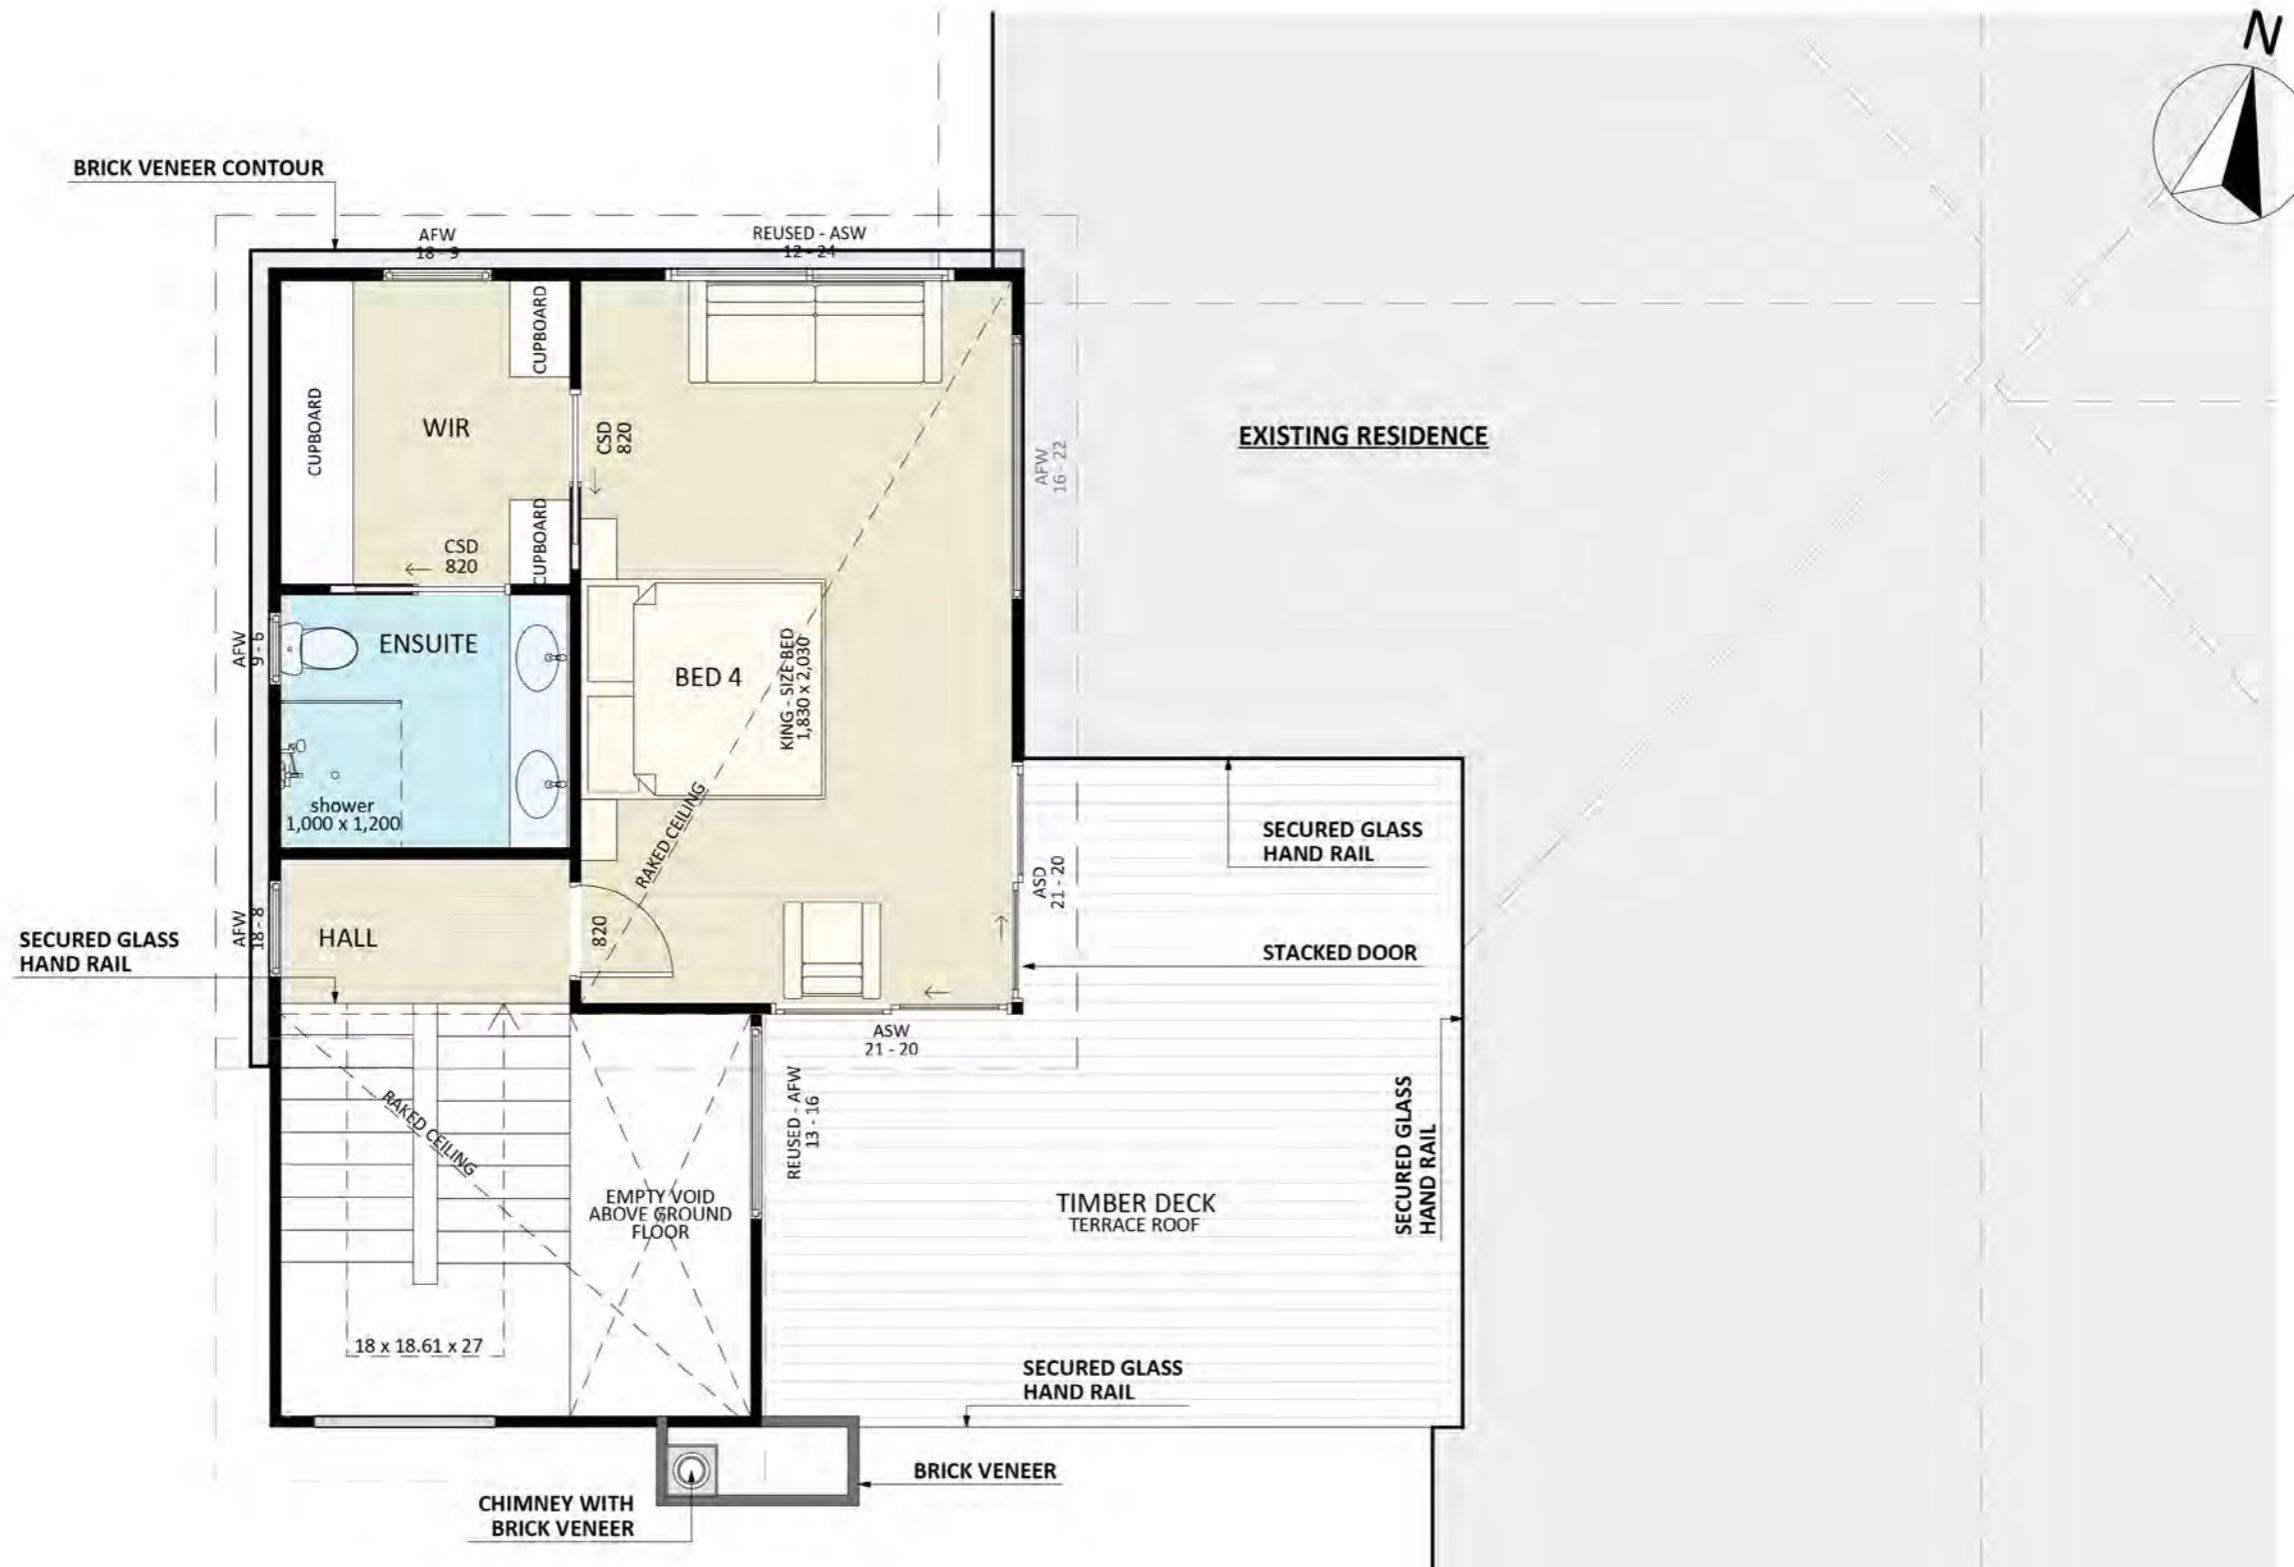 N
BRICK VENEER CONTOUR
AFW
18 - 9
REUSED - ASW
12 - 24
CUPBOARD
CUPBOARD
WIR
CSD
820
CUPBOARD
CSD
820
AFW
16 - 22
EXISTING RESIDENCE
AFW
9 - 6
ENSUITE
BED 4
KING - SIZE BED
1,830 x 2,030
shower
1,000 x 1,200
RAKED CEILING
SECURED GLASS
HAND RAIL
ASD
21 - 20
AFW
18 - 8
HALL
820
SECURED GLASS
HAND RAIL
STACKED DOOR
ASW
21 - 20
REUSED - AFW
13 - 16
RAKED CEILING
SECURED GLASS
HAND RAIL
EMPTY VOID
ABOVE GROUND
FLOOR
TIMBER DECK
TERRACE ROOF
18 x 18.61 x 27
SECURED GLASS
HAND RAIL
BRICK VENEER
CHIMNEY WITH
BRICK VENEER